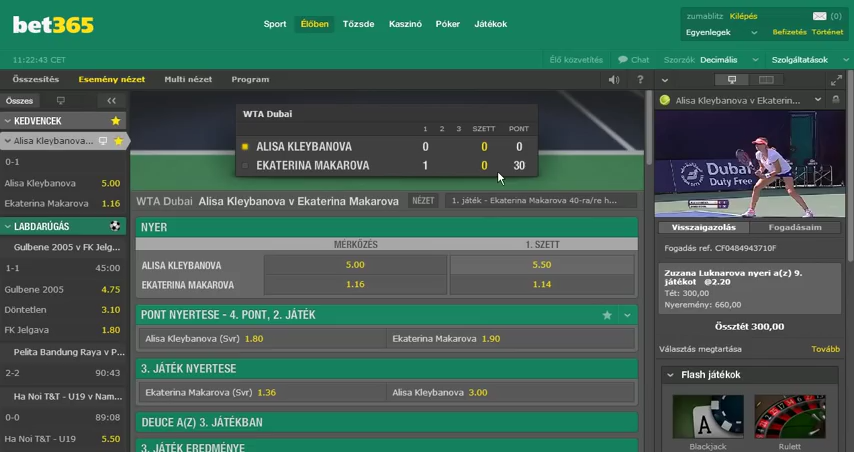 bet365
Sport Élőben Tőzsde Kaszinó Póker Játékok
zumablitz Kilépés (0)
Egyenlegek Befizetés Történet
11:22:43 CET
Élő közvetítés Chat Szorzók Decimális Szolgáltatások
Összesítés Esemény nézet Multi nézet Program
Összes
KEDVENCEK
Alisa Kleybanova...
0-1
Alisa Kleybanova 5.00
Ekaterina Makarova 1.16
LABDARÚGÁS
Gulbene 2005 v FK Jelg...
1-1 45:00
Gulbene 2005 4.75
Döntetlen 3.10
FK Jelgava 1.80
Pelita Bandung Raya v P...
2-2 90:43
Ha Noi T&T - U19 v Nam...
0-0 89:08
Ha Noi T&T - U19 5.50
WTA Dubai
1 2 3 SZETT PONT
ALISA KLEYBANOVA 0 0 0
EKATERINA MAKAROVA 1 0 30
WTA Dubai Alisa Kleybanova v Ekaterina Makarova NÉZET 1. játék - Ekaterina Makarova 40-ra/re h...
NYER
MÉRKŐZÉS 1. SZETT
ALISA KLEYBANOVA 5.00 5.50
EKATERINA MAKAROVA 1.16 1.14
PONT NYERTESE - 4. PONT, 2. JÁTÉK
Alisa Kleybanova (Svr) 1.80 Ekaterina Makarova 1.90
3. JÁTÉK NYERTESE
Ekaterina Makarova (Svr) 1.36 Alisa Kleybanova 3.00
DEUCE A(Z) 3. JÁTÉKBAN
3. JÁTÉK EREDMÉNYE
Alisa Kleybanova v Ekaterin...
Dubai
Duty Free
Visszaigazolás Fogadásaim
Fogadás ref. CF0484943710F
Zuzana Luknarova nyeri a(z) 9.
játékot @2.20
Tét: 300,00
Nyeremény: 660,00
Össztét 300,00
Választás megtartása Tovább
Flash játékok
Blackjack Rulett